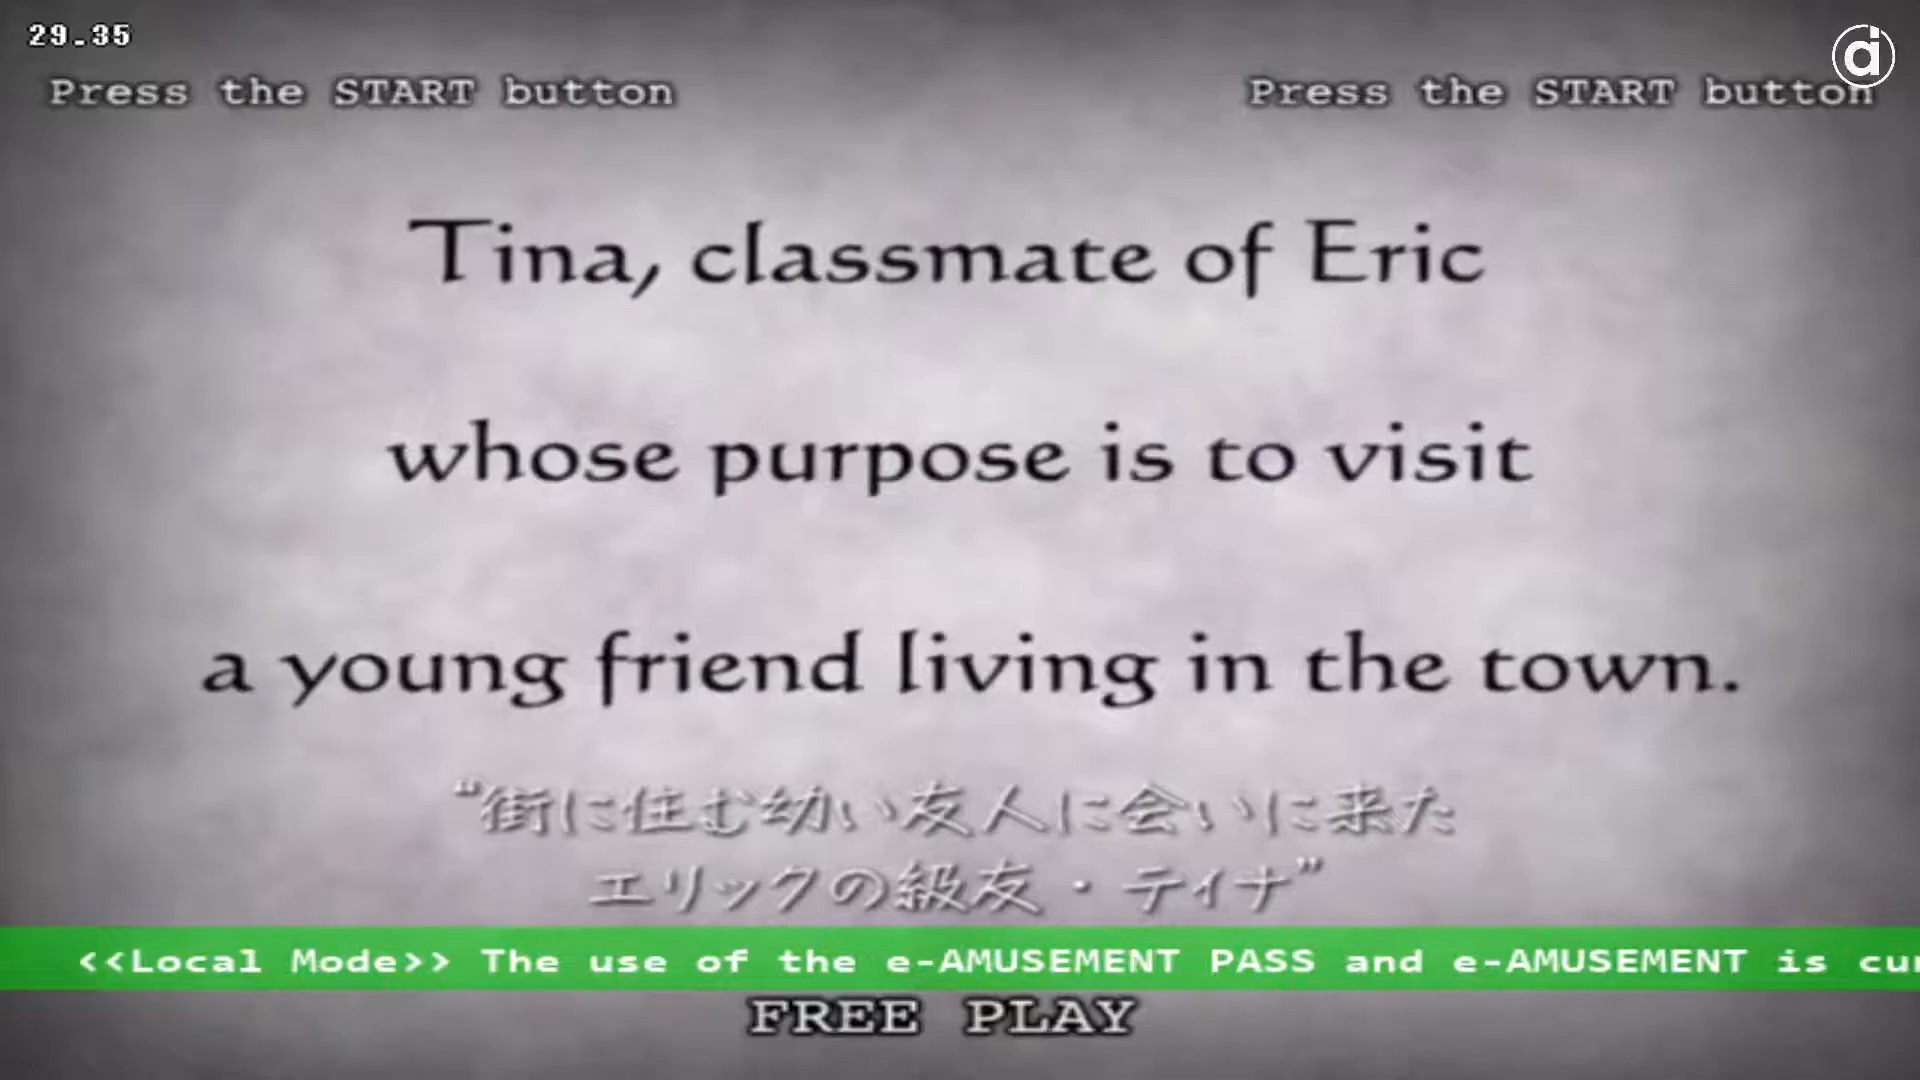 29.35
Press the START button
Press the START button
Tina, classmate of Eric
whose purpose is to visit
a young friend living in the town.
“街に住む幼い友人に会いに来た
エリックの級友・ティナ”
<<Local Mode>> The use of the e-AMUSEMENT PASS and e-AMUSEMENT is cur
FREE PLAY